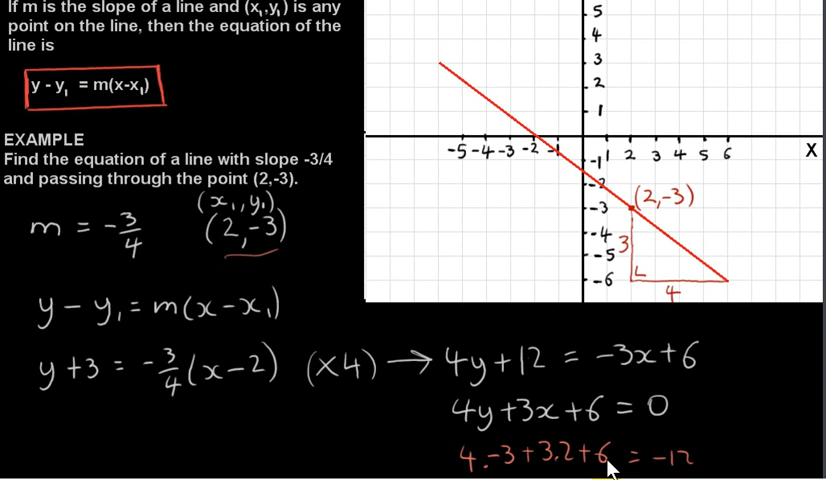 If m is the slope of a line and (x₁,y₁) is any
point on the line, then the equation of the
line is
y - y₁ = m(x-x₁)
EXAMPLE
Find the equation of a line with slope -3/4
and passing through the point (2,-3).
m = -3/4
(x₁,y₁)
(2,-3)
y - y₁ = m(x-x₁)
y+3 = -3/4(x-2) (×4) → 4y+12 = -3x+6
4y+3x+6 = 0
4.-3+3.2+6 = -12
5
4
3
2
1
-5 -4 -3 -2 -1 1 2 3 4 5 6 X
-1
-2
-3 (2,-3)
-4 3
-5
-6
4